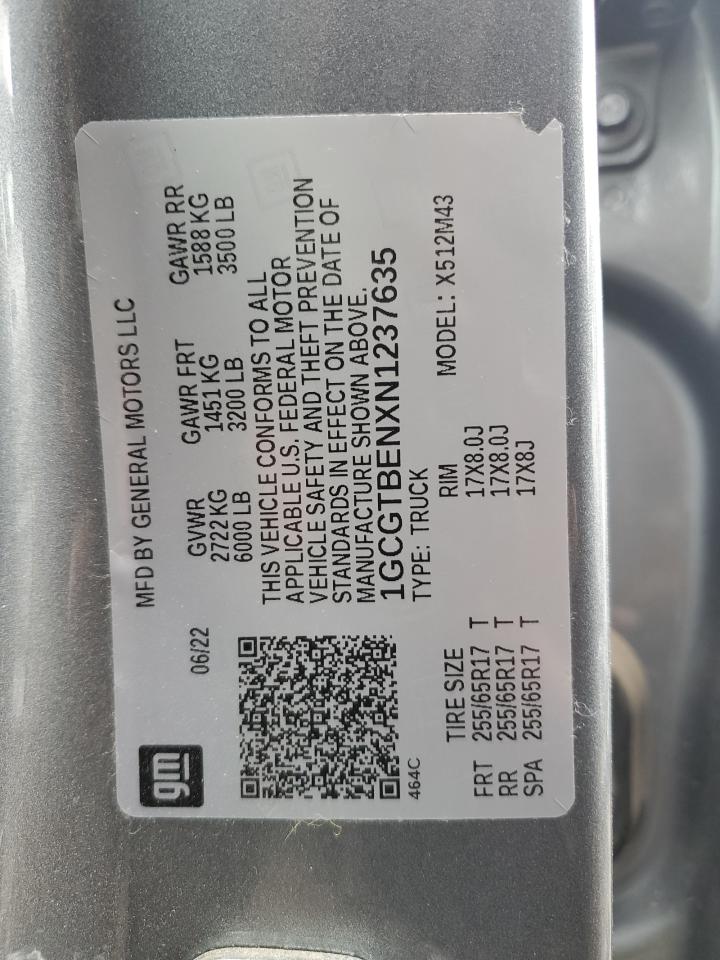 gm
MFD BY GENERAL MOTORS LLC
06/22
GVWR GAWR FRT GAWR RR
2722 KG 1451 KG 1588 KG
6000 LB 3200 LB 3500 LB
THIS VEHICLE CONFORMS TO ALL
APPLICABLE U.S. FEDERAL MOTOR
VEHICLE SAFETY AND THEFT PREVENTION
STANDARDS IN EFFECT ON THE DATE OF
MANUFACTURE SHOWN ABOVE.
1GCGTBENXN1237635
464C
TYPE: TRUCK MODEL: X512M43
TIRE SIZE RIM
FRT 255/65R17 T 17X8.0J
RR 255/65R17 T 17X8.0J
SPA 255/65R17 T 17X8J